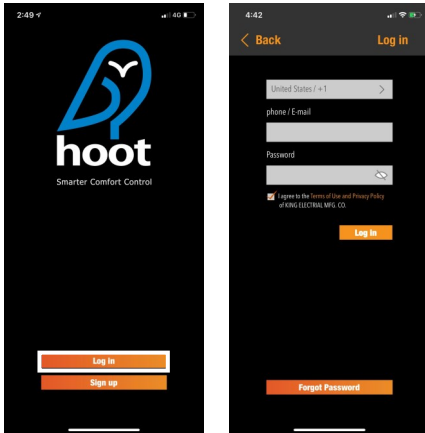 2:49
4G
hoot
Smarter Comfort Control
Log in
Sign up
4:42
Back
Log in
United States / +1
phone / E-mail
Password
I agree to the Terms of Use and Privacy Policy
of KING ELECTRIAL MFG. CO.
Log in
Forgot Password